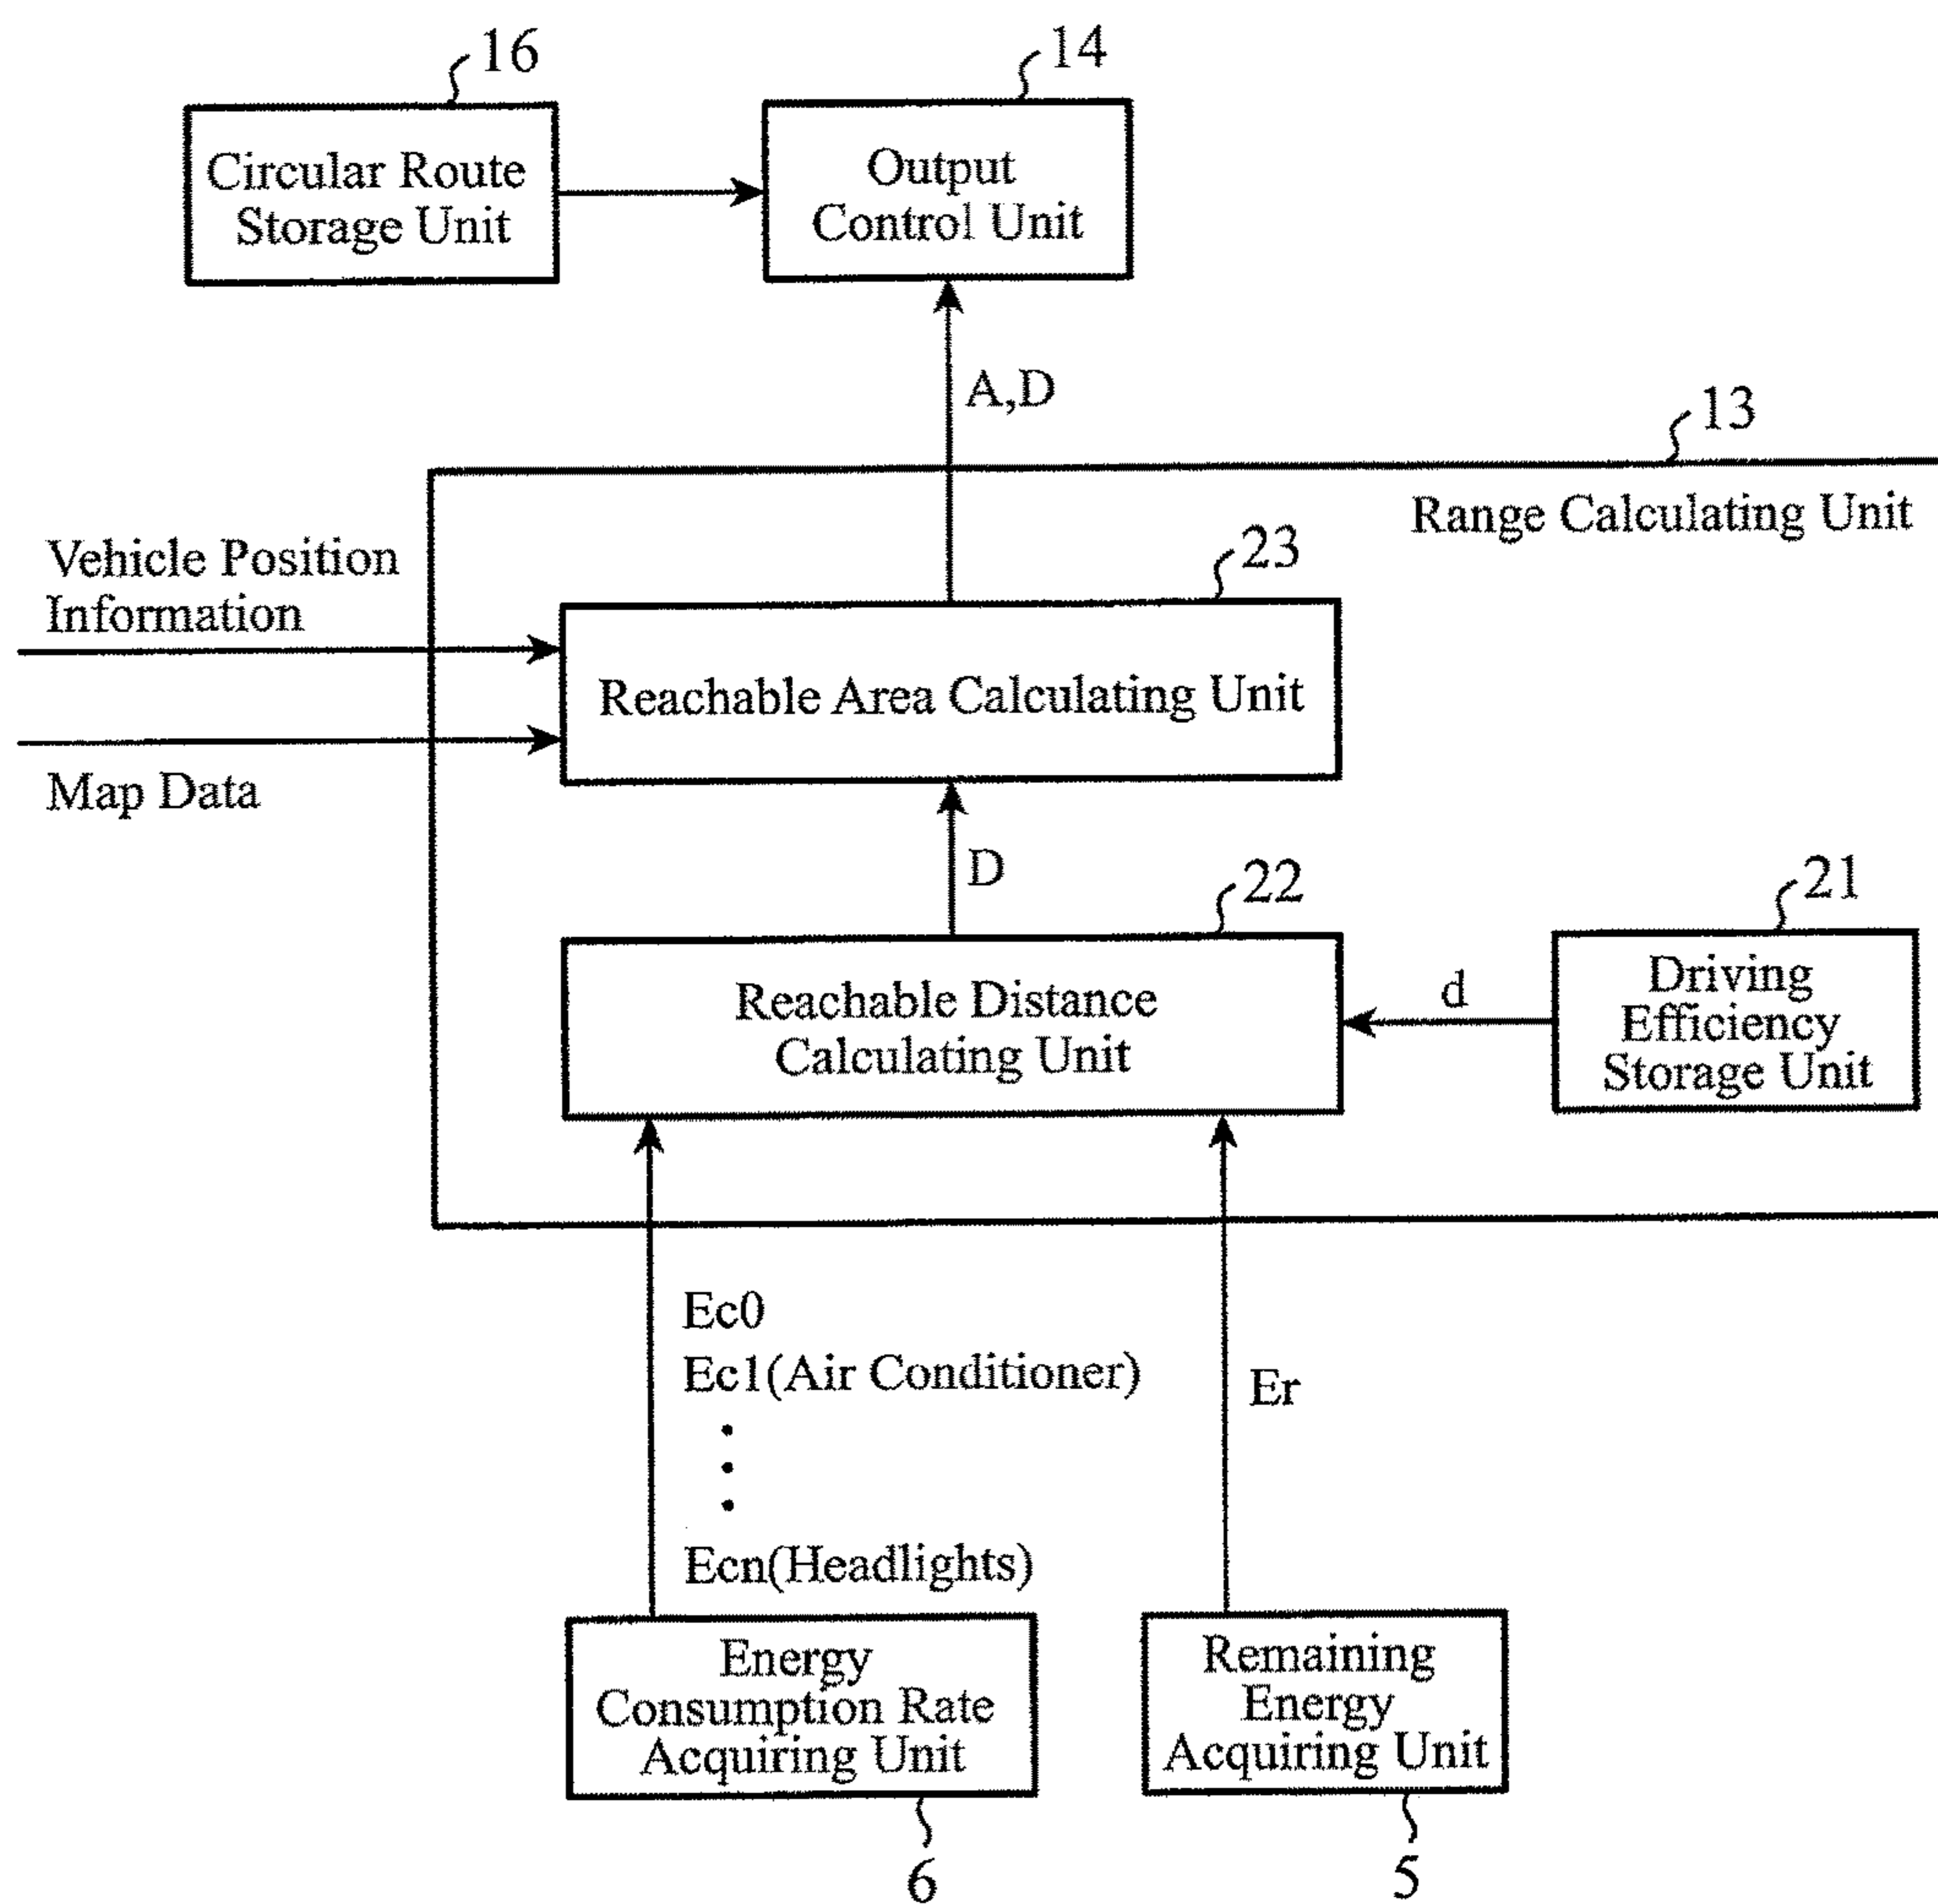 16
14
Circular Route
Storage Unit
Output
Control Unit
A,D
13
Range Calculating Unit
Vehicle Position
Information
23
Reachable Area Calculating Unit
Map Data
D
22
21
Reachable Distance
Calculating Unit
d
Driving
Efficiency
Storage Unit
Ec0
Ec1(Air Conditioner)
Er
Ecn(Headlights)
Energy
Consumption Rate
Acquiring Unit
Remaining
Energy
Acquiring Unit
6
5